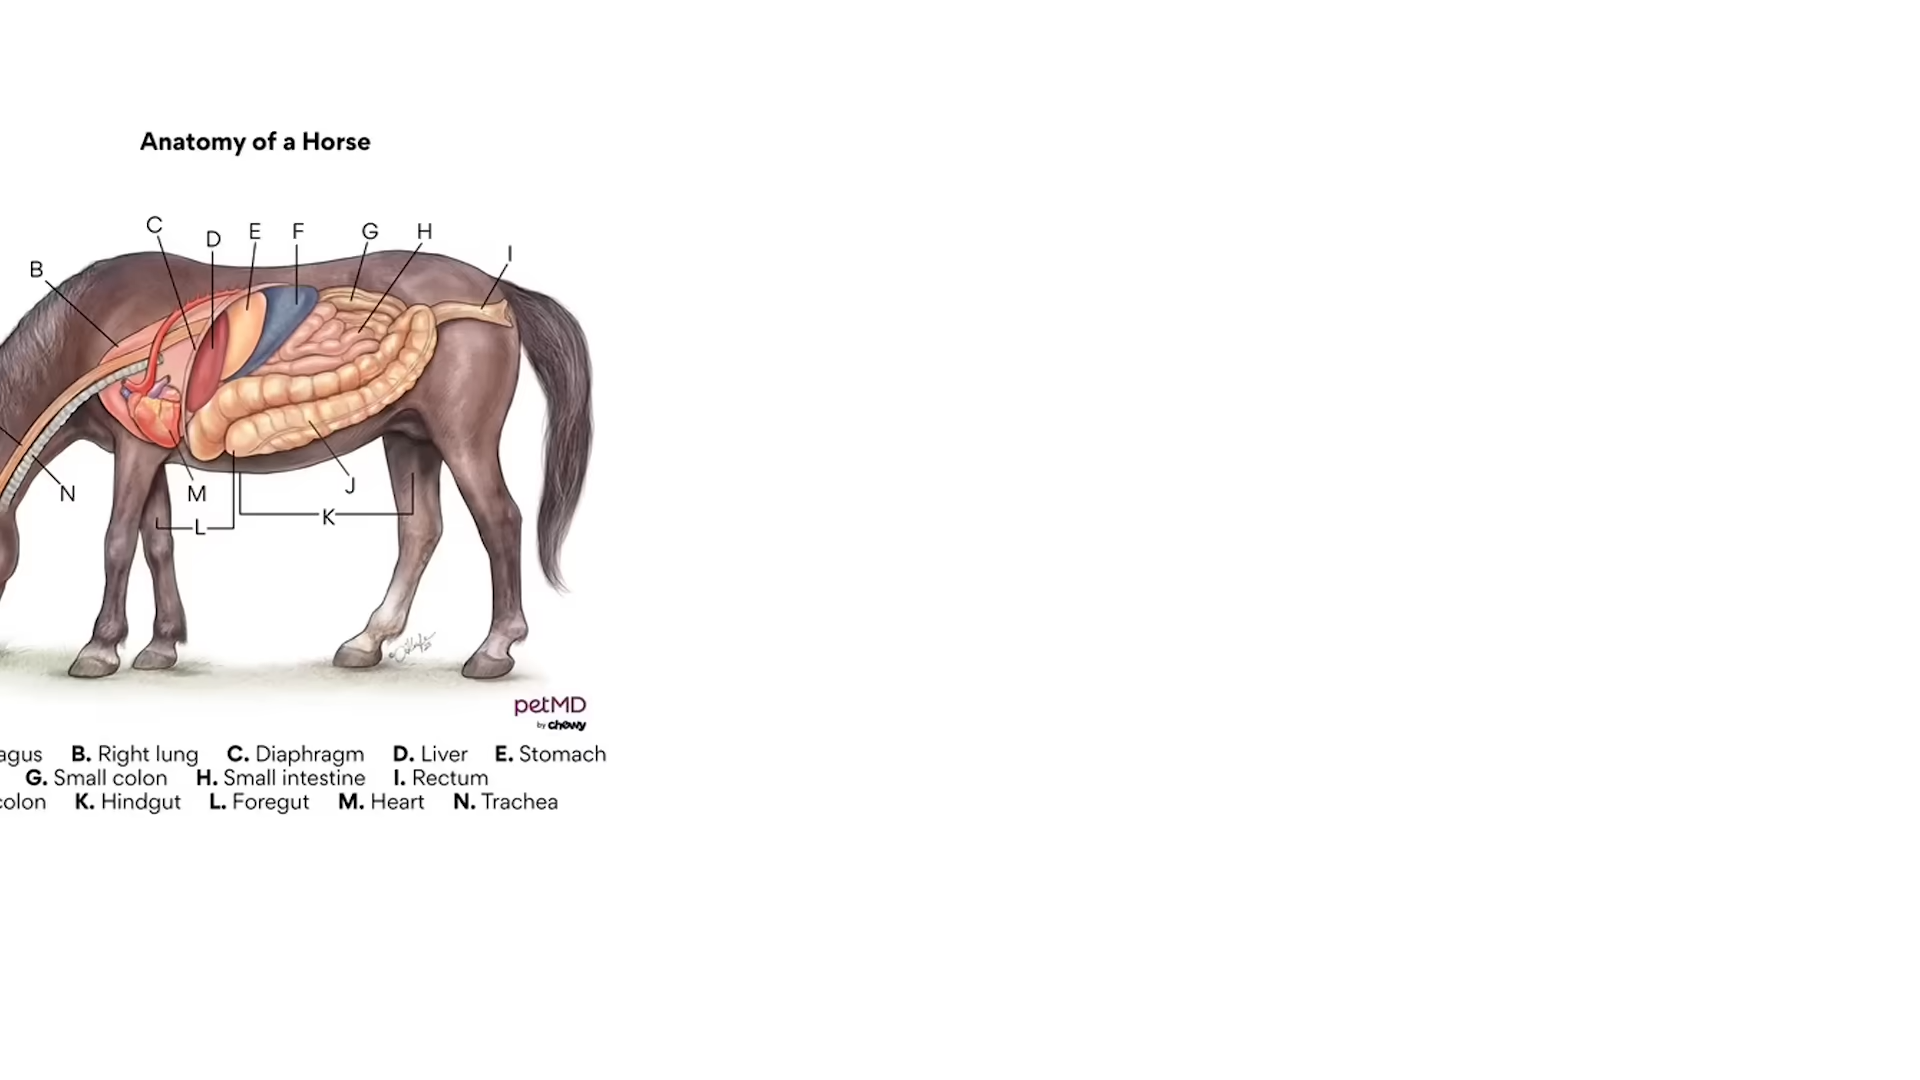 Anatomy of a Horse
C
D
E
F
G
H
I
B
N
M
J
L
K
petMD
by chewy
agus B. Right lung C. Diaphragm D. Liver E. Stomach
G. Small colon H. Small intestine I. Rectum
colon K. Hindgut L. Foregut M. Heart N. Trachea